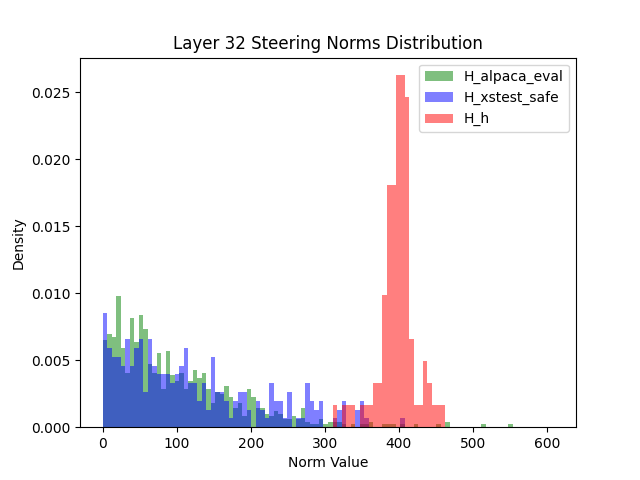 Layer 32 Steering Norms Distribution
H_alpaca_eval
H_xstest_safe
H_h
Density
0.025
0.020
0.015
0.010
0.005
0.000
0 100 200 300 400 500 600
Norm Value